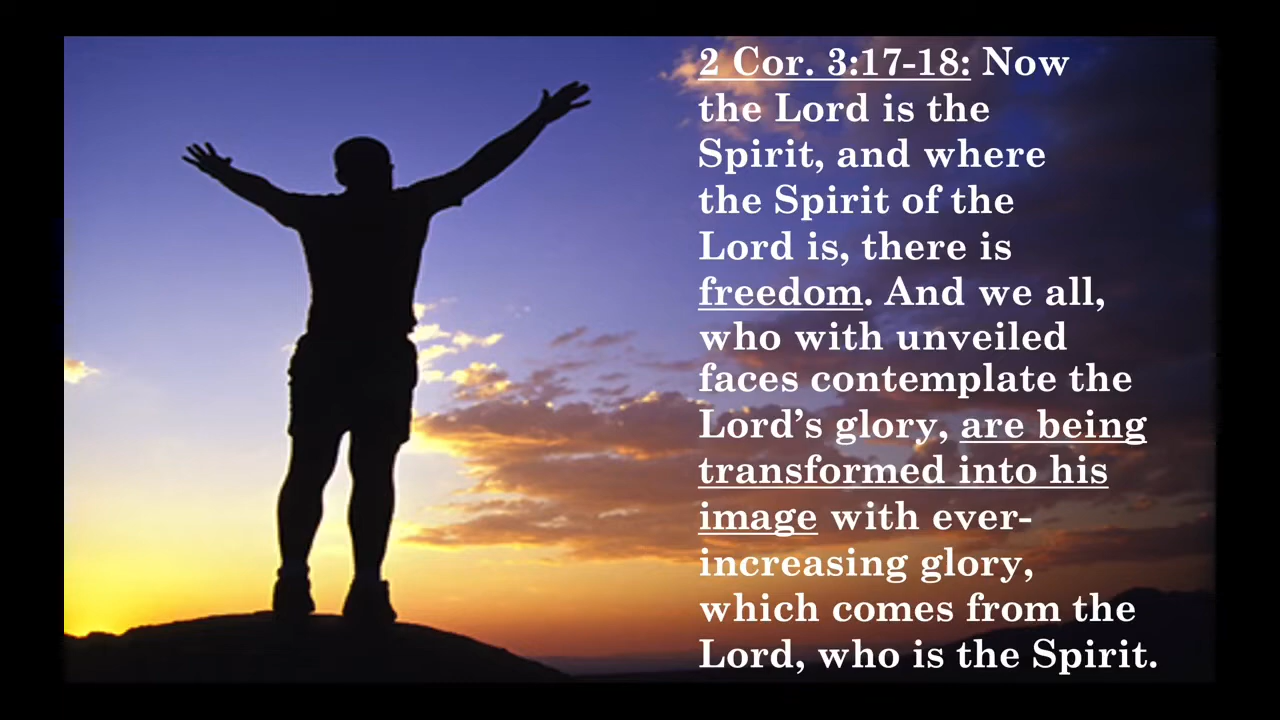 2 Cor. 3:17-18: Now
the Lord is the
Spirit, and where
the Spirit of the
Lord is, there is
freedom. And we all,
who with unveiled
faces contemplate the
Lord’s glory, are being
transformed into his
image with ever-
increasing glory,
which comes from the
Lord, who is the Spirit.